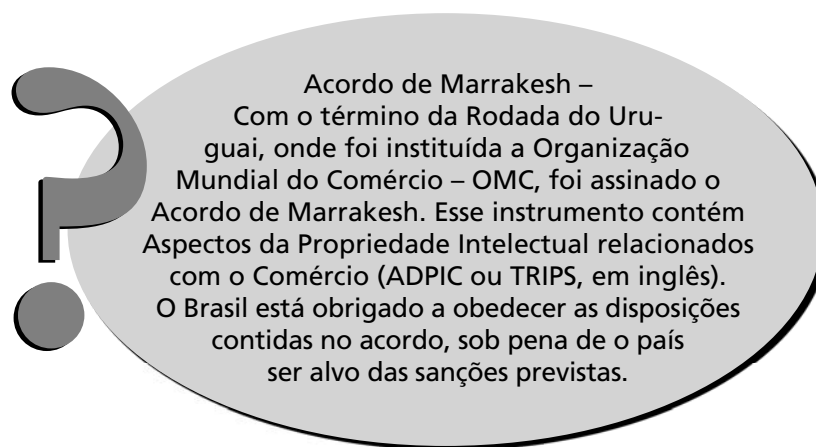 Acordo de Marrakesh –
Com o término da Rodada do Uru-
guai, onde foi instituída a Organização
Mundial do Comércio – OMC, foi assinado o
Acordo de Marrakesh. Esse instrumento contém
Aspectos da Propriedade Intelectual relacionados
com o Comércio (ADPIC ou TRIPS, em inglês).
O Brasil está obrigado a obedecer as disposições
contidas no acordo, sob pena de o país
ser alvo das sanções previstas.